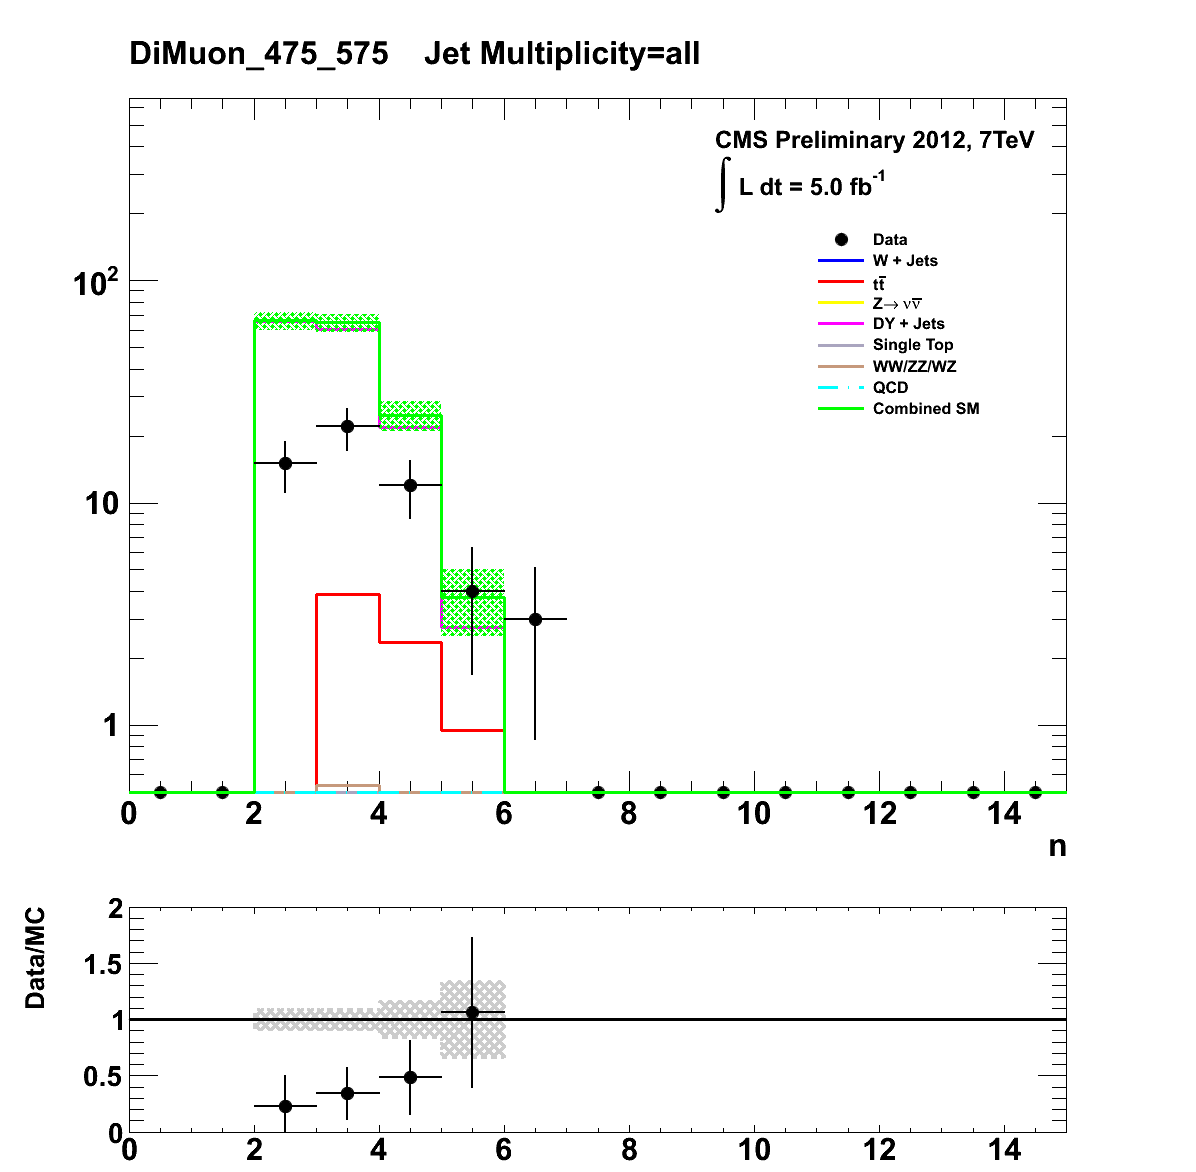 DiMuon_475_575 Jet Multiplicity=all
CMS Preliminary 2012, 7TeV
∫ L dt = 5.0 fb⁻¹
Data
W + Jets
tt̅
Z→ νν̅
DY + Jets
Single Top
WW/ZZ/WZ
QCD
Combined SM
10²
10
1
0 2 4 6 8 10 12 14
n
Data/MC
2
1.5
1
0.5
0
0 2 4 6 8 10 12 14